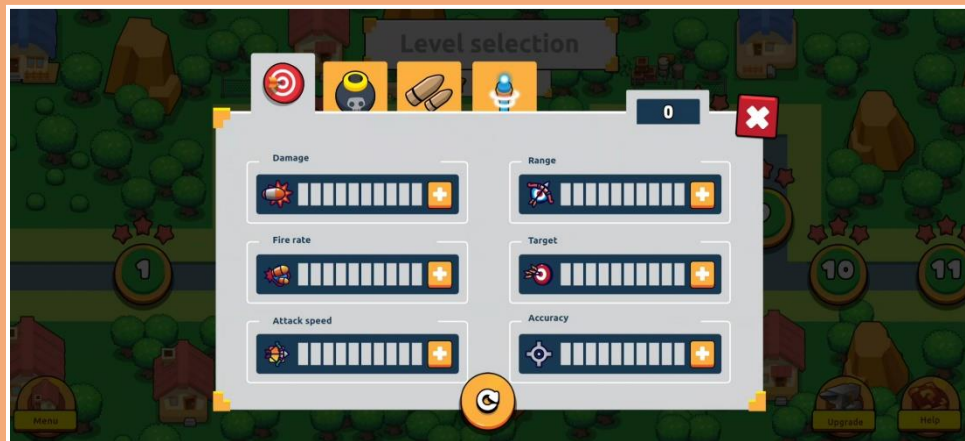 Level selection
0
Damage
Range
Fire rate
Target
Attack speed
Accuracy
1
10
11
Menu
Upgrade
Help